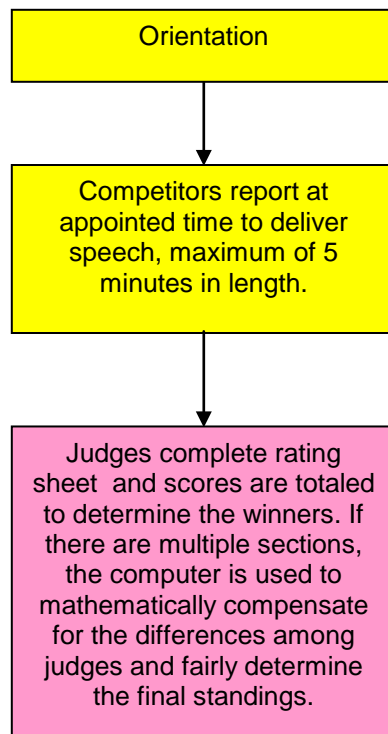 Orientation
Competitors report at
appointed time to deliver
speech, maximum of 5
minutes in length.
Judges complete rating
sheet  and scores are totaled
to determine the winners. If
there are multiple sections,
the computer is used to
mathematically compensate
for the differences among
judges and fairly determine
the final standings.